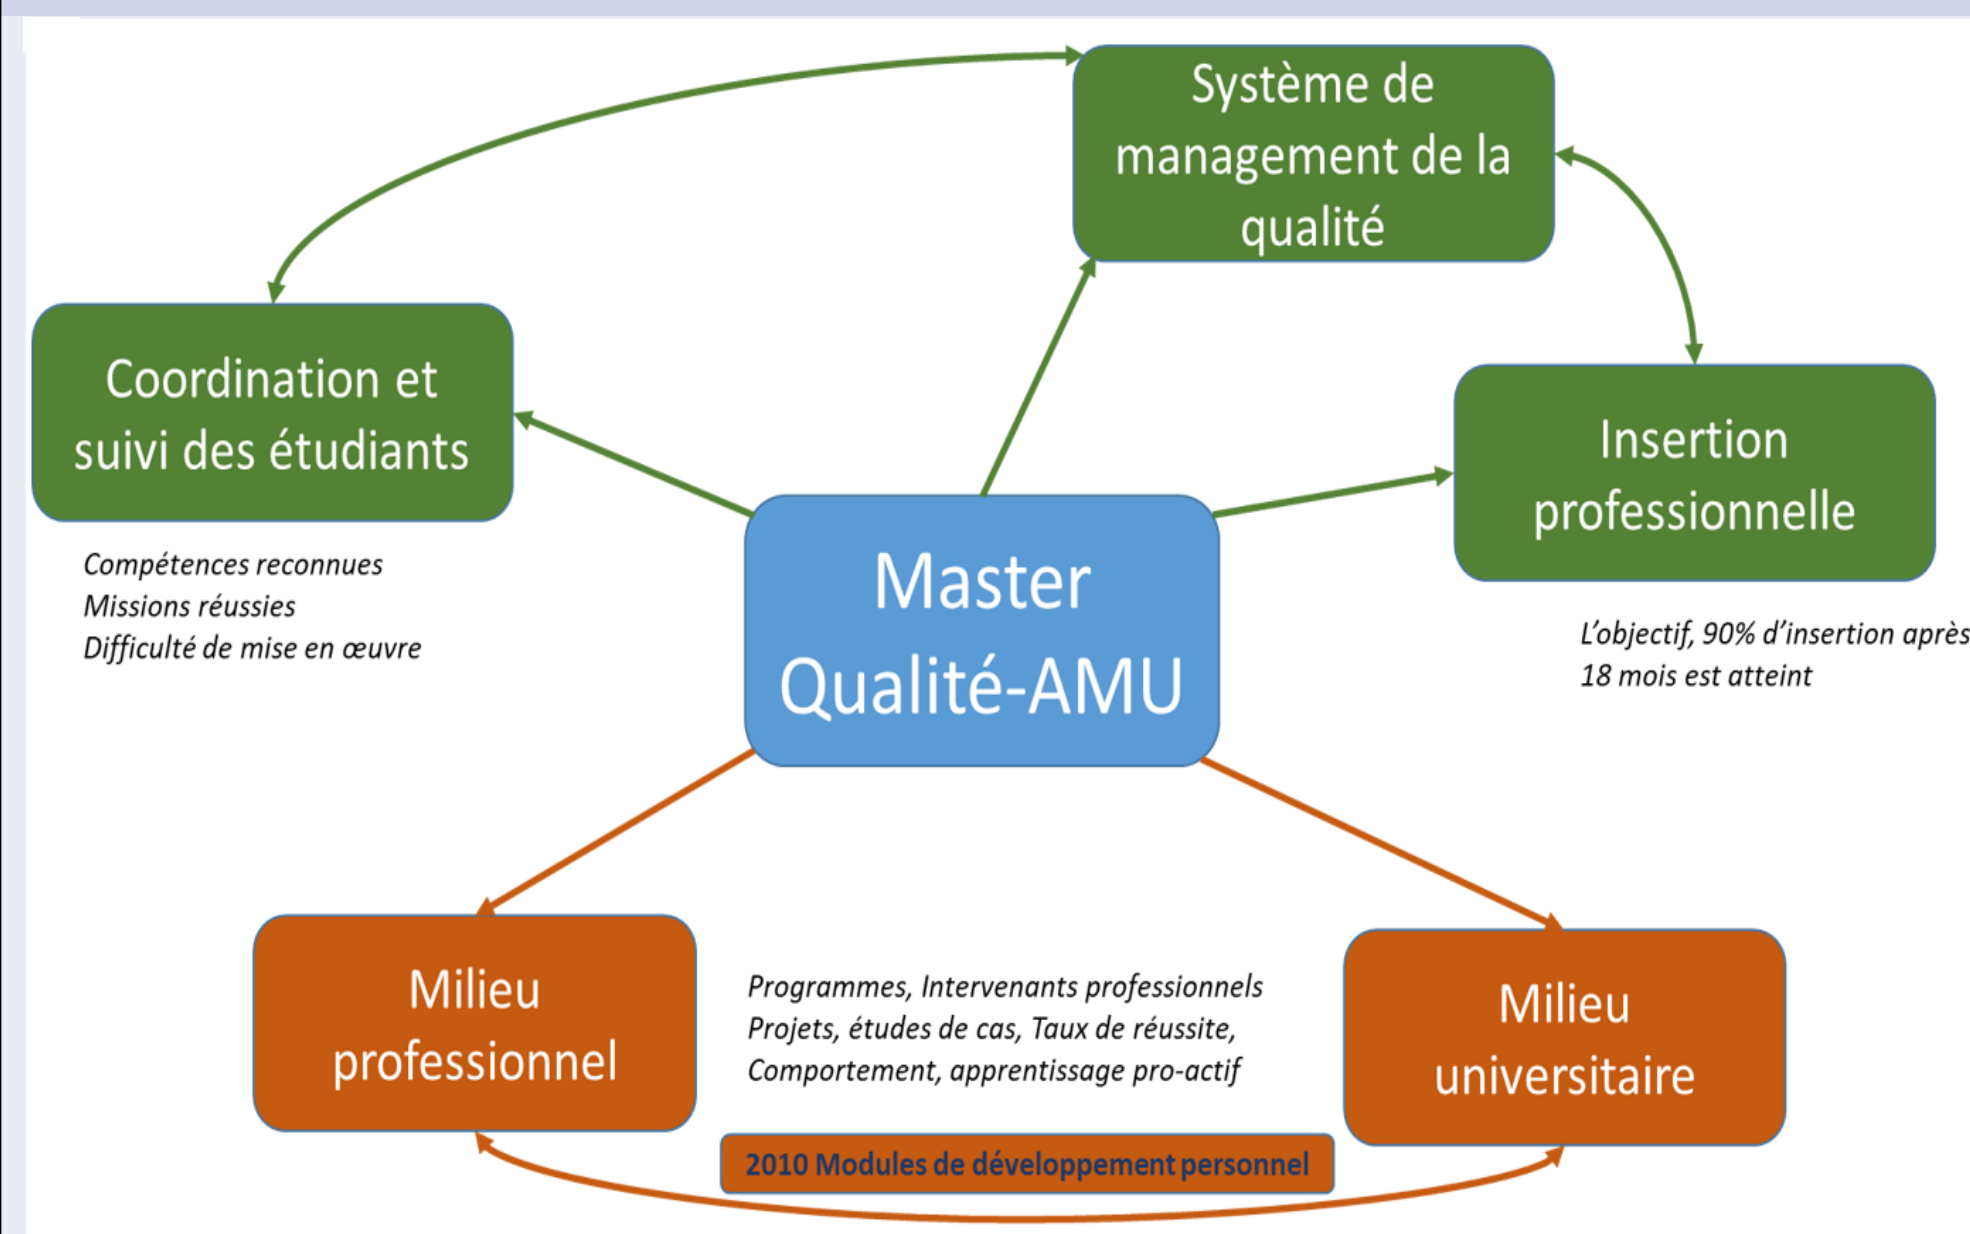 Système de
management de la
qualité
Coordination et
suivi des étudiants
Insertion
professionnelle
Compétences reconnues
Missions réussies
Difficulté de mise en œuvre
Master
Qualité-AMU
L’objectif, 90% d’insertion après
18 mois est atteint
Milieu
professionnel
Programmes, Intervenants professionnels
Projets, études de cas, Taux de réussite,
Comportement, apprentissage pro-actif
Milieu
universitaire
2010 Modules de développement personnel